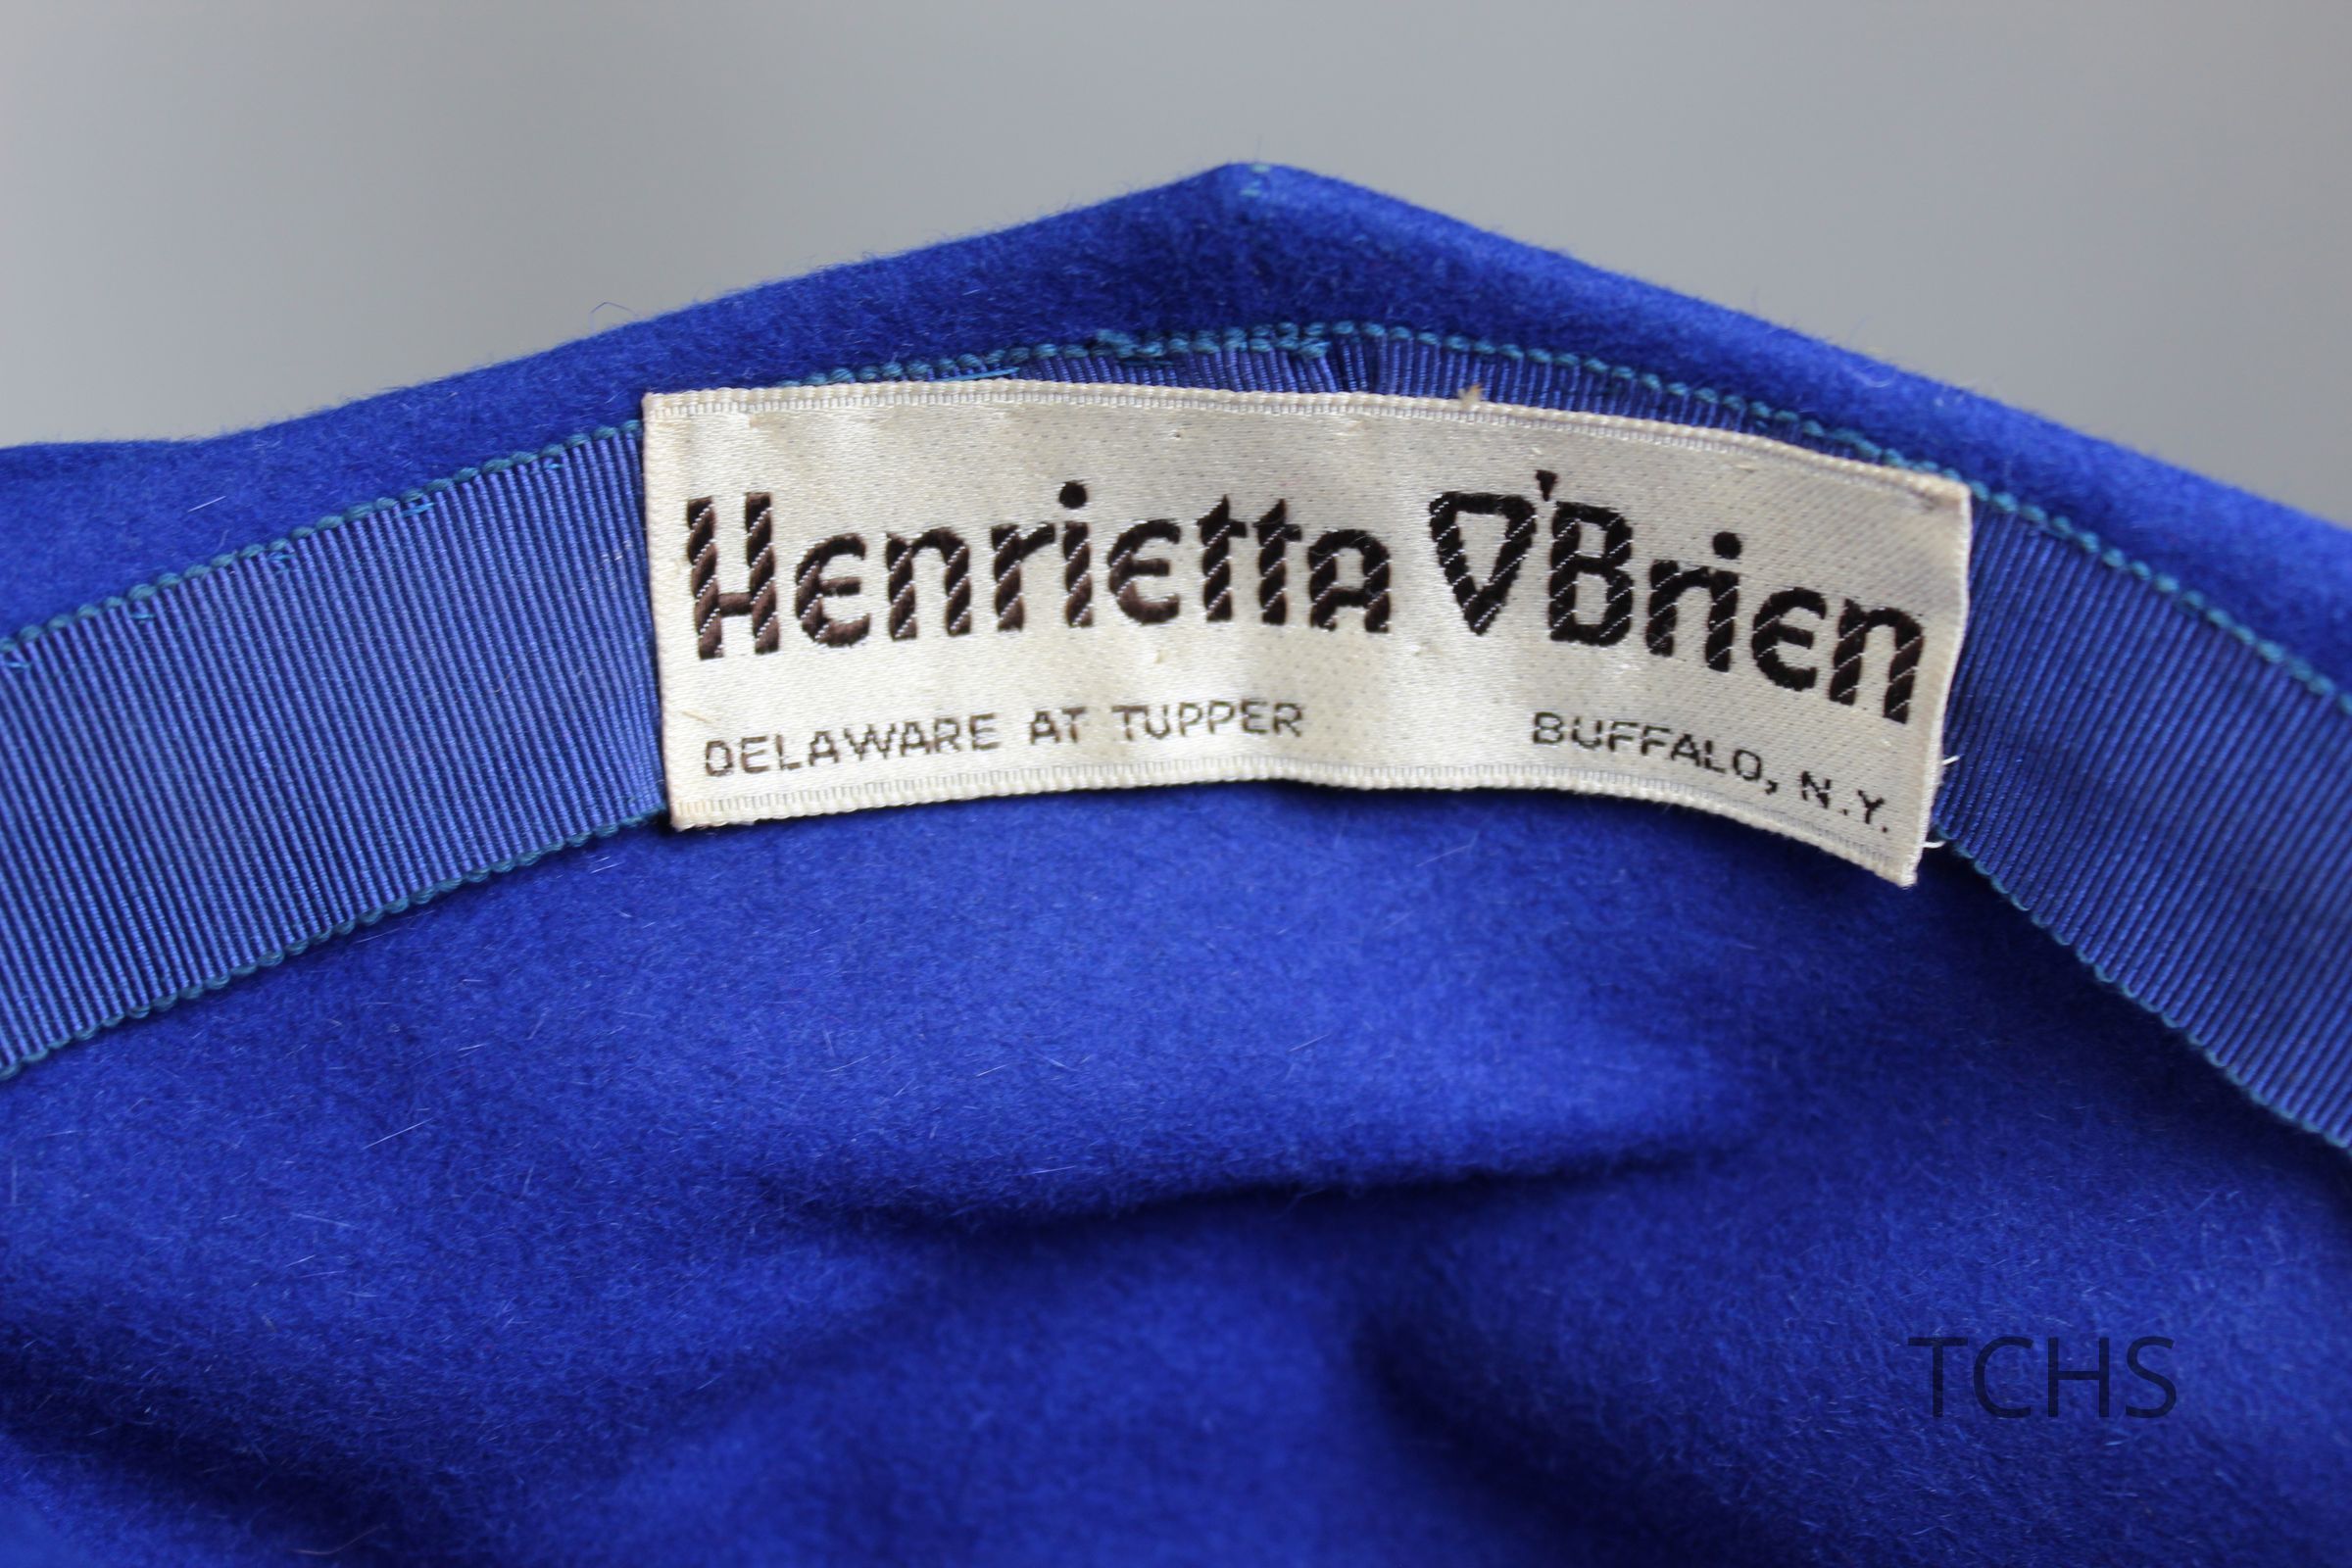 Henrietta O'Brien
DELAWARE AT TUPPER BUFFALO, N.Y.
TCHS